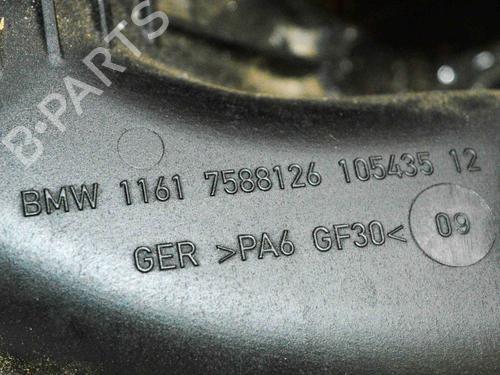 B-PARTS
BMW 1161 7588126 105435 12
GER >PA6 GF30< 09